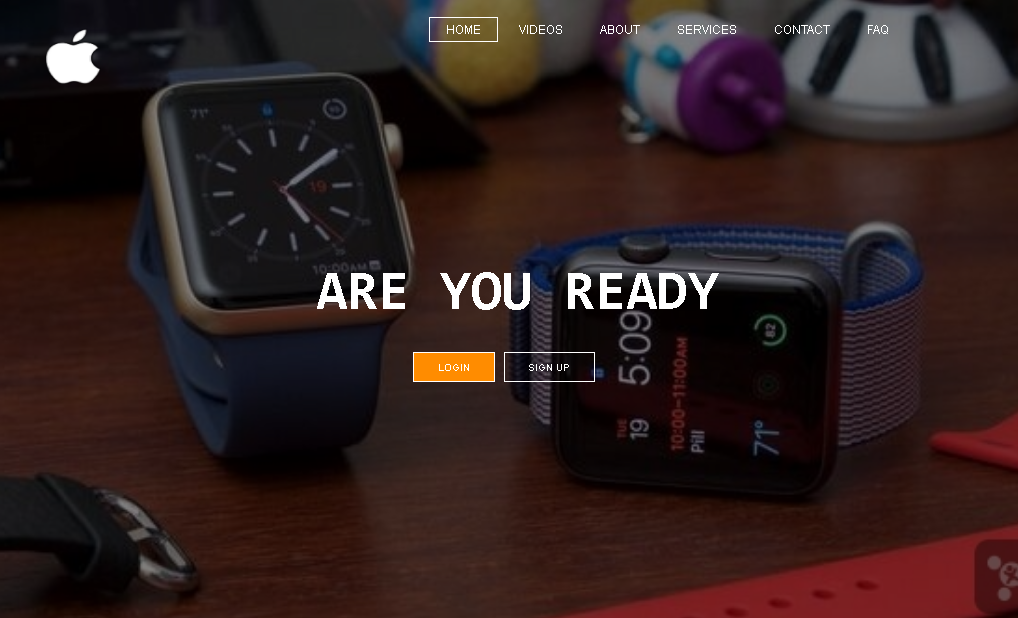 HOME VIDEOS ABOUT SERVICES CONTACT FAQ
71°
19
10:00AM
ARE YOU READY
LOGIN SIGN UP
5:09
TUE
19
10:00-11:00AM
Pill
82
71°